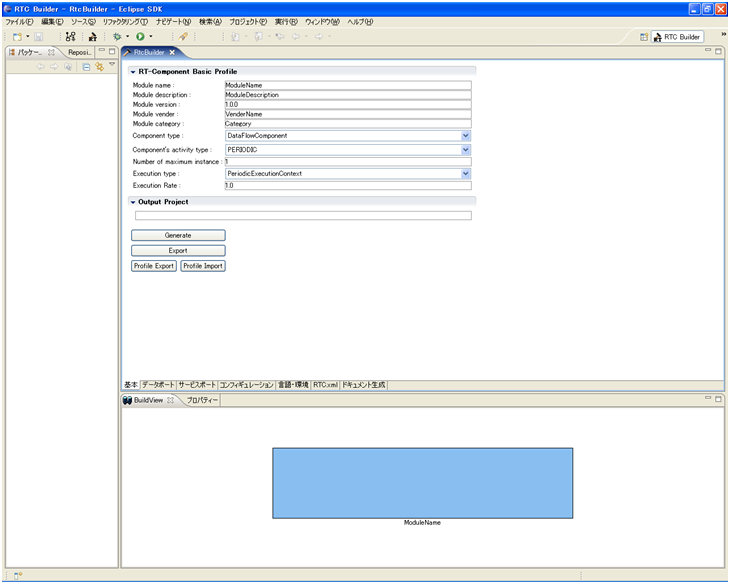 RTC Builder - RtcBuilder - Eclipse SDK
ファイル(F) 編集(E) ソース(S) リファクタリング(T) ナビゲート(N) 検索(A) プロジェクト(P) 実行(R) ウィンドウ(W) ヘルプ(H)
RTC Builder
パッケー... Reposi... RtcBuilder
RT-Component Basic Profile
Module name : ModuleName
Module description : ModuleDescription
Module version : 1.0.0
Module vender : VenderName
Module category : Category
Component type : DataFlowComponent
Component's activity type : PERIODIC
Number of maximum instance : 1
Execution type : PeriodicExecutionContext
Execution Rate : 1.0
Output Project
Generate
Export
Profile Export Profile Import
基本 データポート サービスポート コンフィギュレーション 言語・環境 RTC.xml ドキュメント生成
BuildView プロパティー
ModuleName